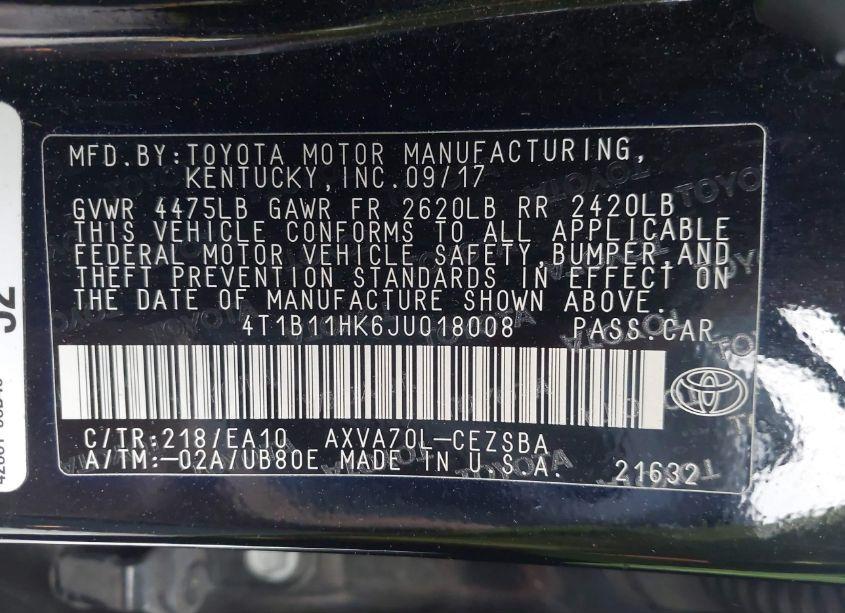 MFD.BY:TOYOTA MOTOR MANUFACTURING,
KENTUCKY,INC.09/17
GVWR 4475LB GAWR FR 2620LB RR 2420LB
THIS VEHICLE CONFORMS TO ALL APPLICABLE
FEDERAL MOTOR VEHICLE SAFETY,BUMPER,AND
THEFT PREVENTION STANDARDS IN EFFECT ON
THE DATE OF MANUFACTURE SHOWN ABOVE.
4T1B11HK6JU018008 PASS.CAR
C/TR:218/EA10 AXVA70L-CEZSBA
A/TM:-02A/UB80E MADE IN U.S.A. 21632